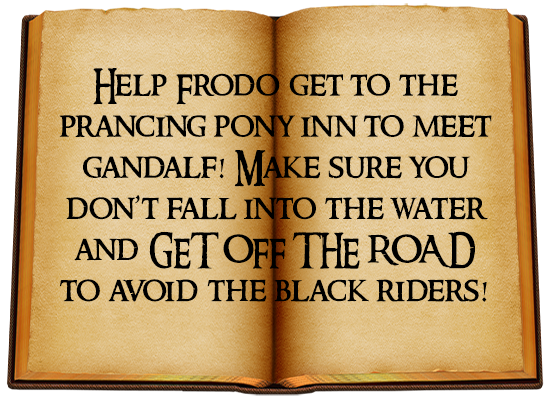 Help Frodo get to the
prancing pony inn to meet
gandalf! Make sure you
don't fall into the water
and Get off The road
to avoid the black riders!